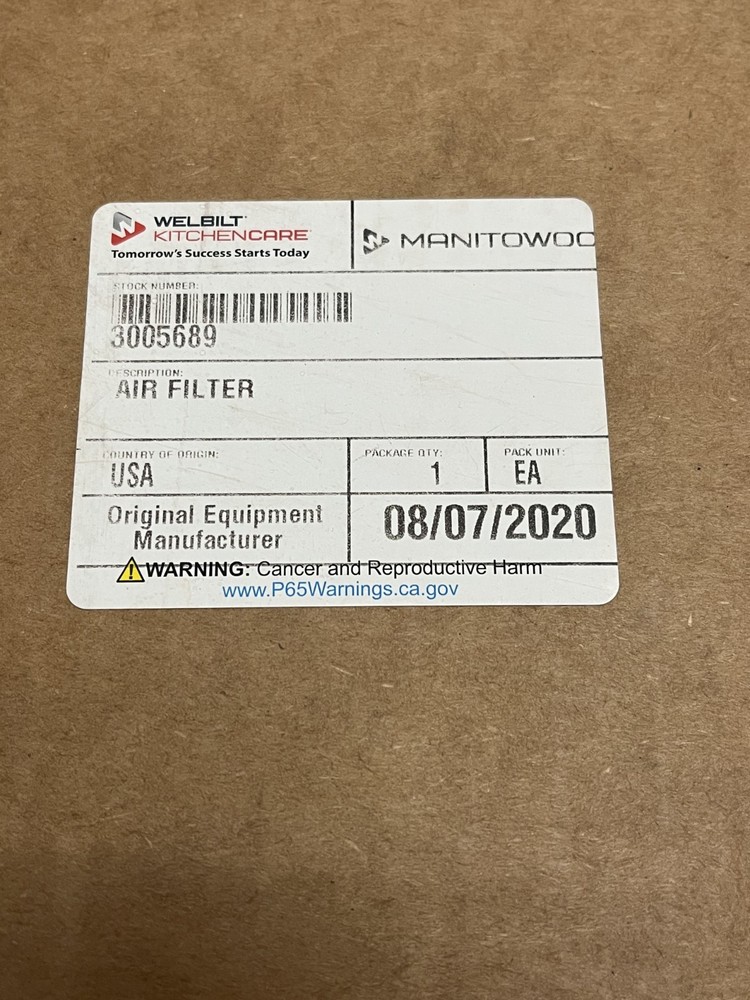 WELBILT
KITCHENCARE
Tomorrow's Success Starts Today
MANITOWOC
STOCK NUMBER:
3005689
DESCRIPTION:
AIR FILTER
COUNTRY OF ORIGIN:
USA
PACKAGE QTY:
1
PACK UNIT:
EA
Original Equipment
Manufacturer
08/07/2020
WARNING: Cancer and Reproductive Harm
www.P65Warnings.ca.gov